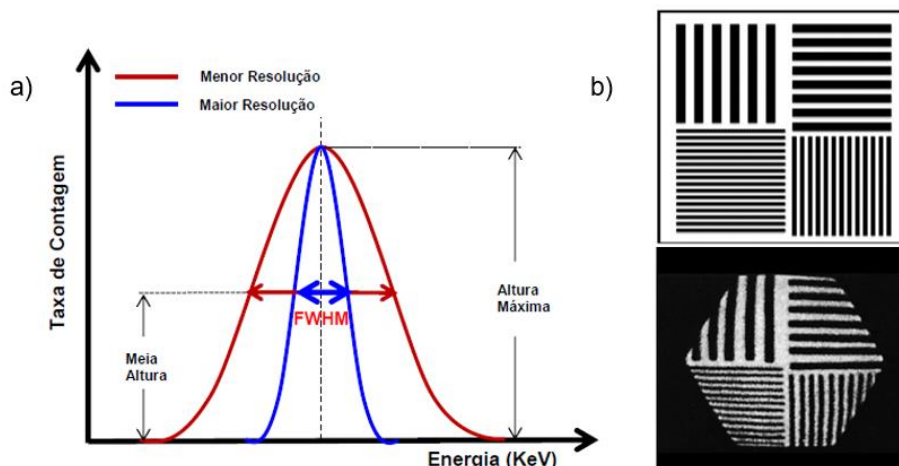 a)
Menor Resolução
Maior Resolução
b)
Taxa de Contagem
FWHM
Altura
Máxima
Meia
Altura
Energia (KeV)